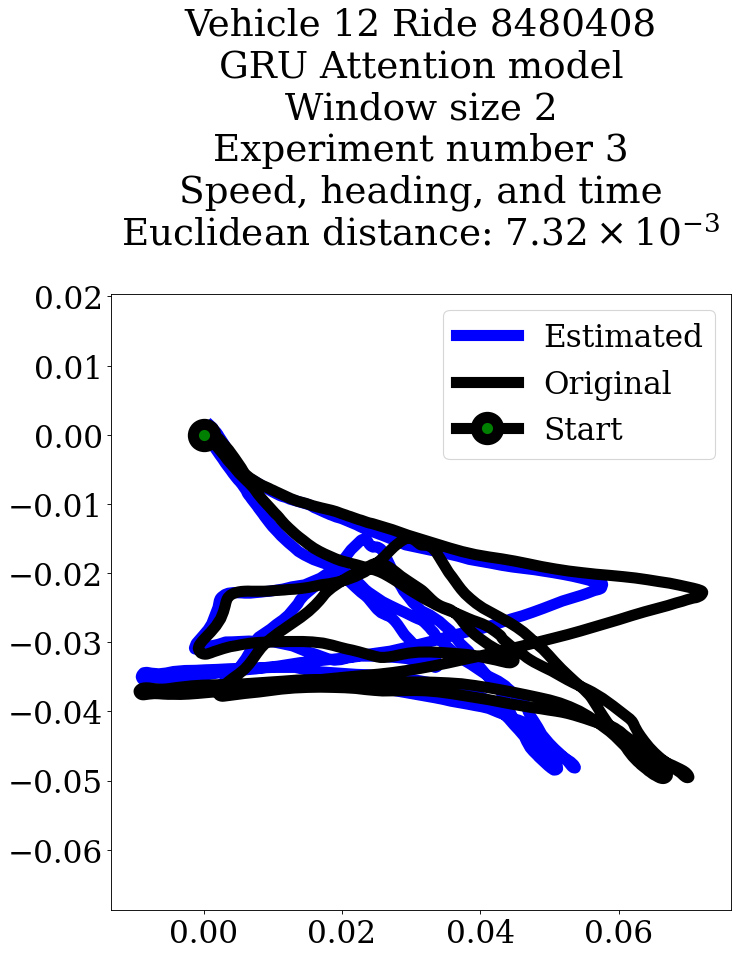 Vehicle 12 Ride 8480408
GRU Attention model
Window size 2
Experiment number 3
Speed, heading, and time
Euclidean distance: 7.32 × 10⁻³
0.02
0.01
0.00
−0.01
−0.02
−0.03
−0.04
−0.05
−0.06
Estimated
Original
Start
0.00 0.02 0.04 0.06